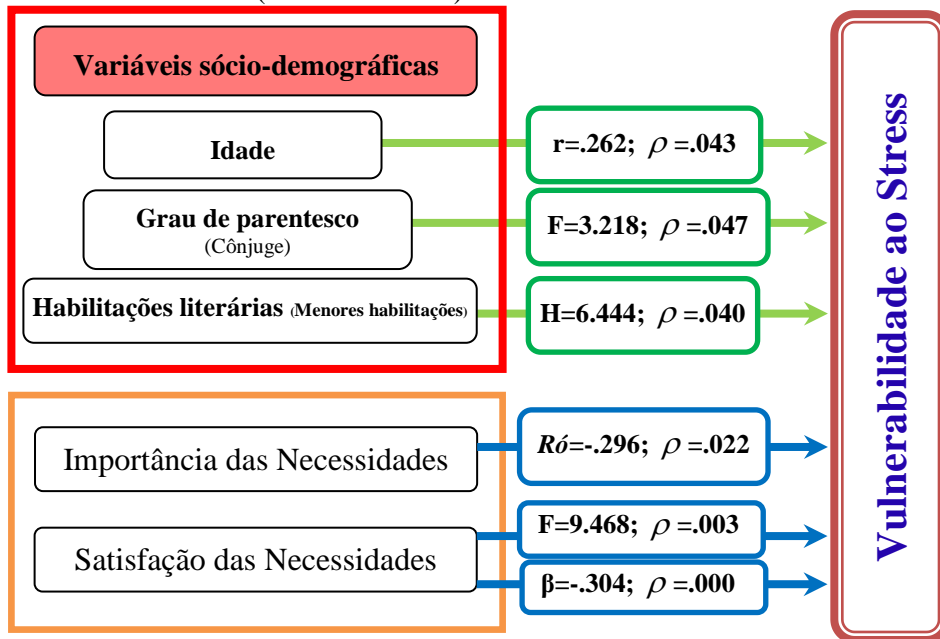 Variáveis sócio-demográficas
Idade
r=.262; ρ =.043
Grau de parentesco
(Cônjuge)
F=3.218; ρ =.047
Habilitações literárias (Menores habilitações)
H=6.444; ρ =.040
Importância das Necessidades
Ró=-.296; ρ =.022
Satisfação das Necessidades
F=9.468; ρ =.003
β=-.304; ρ =.000
Vulnerabilidade ao Stress